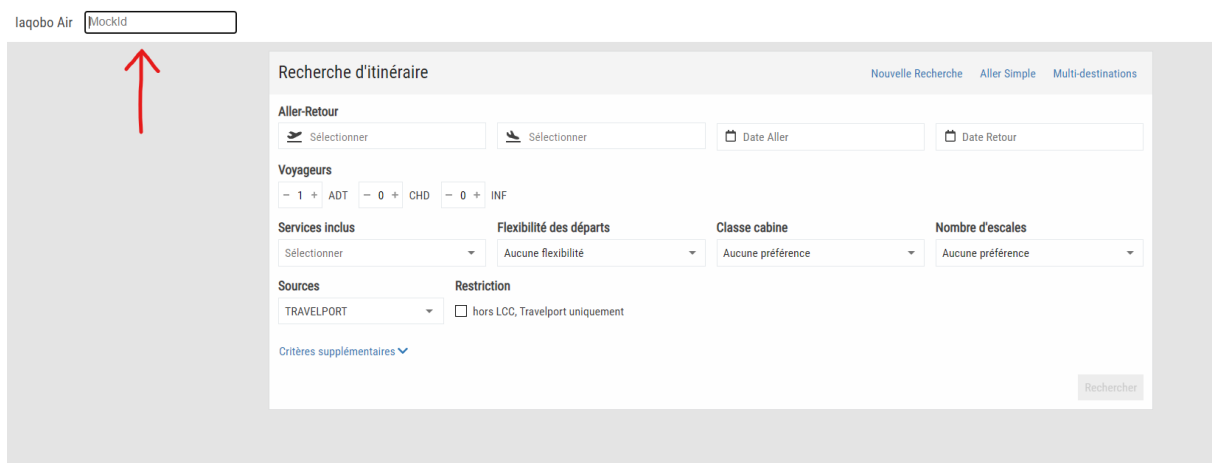 Iaqobo Air MockId
Recherche d'itinéraire Nouvelle Recherche Aller Simple Multi-destinations
Aller-Retour
Sélectionner Sélectionner Date Aller Date Retour
Voyageurs
− 1 + ADT − 0 + CHD − 0 + INF
Services inclus Flexibilité des départs Classe cabine Nombre d'escales
Sélectionner Aucune flexibilité Aucune préférence Aucune préférence
Sources Restriction
TRAVELPORT hors LCC, Travelport uniquement
Critères supplémentaires
Rechercher